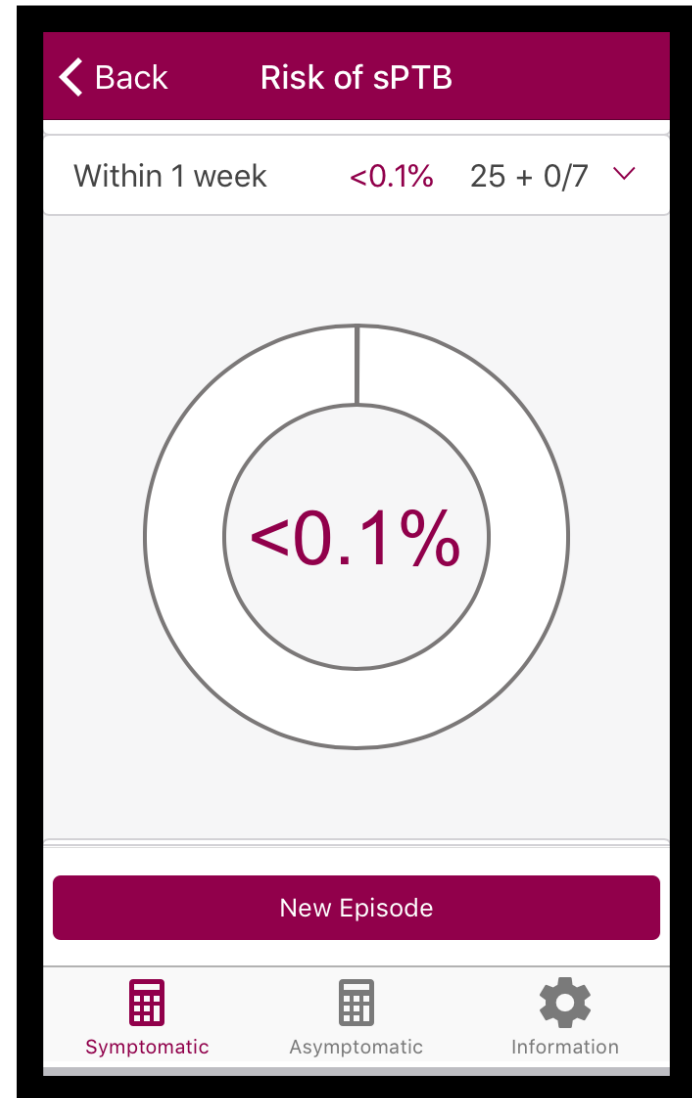 Back Risk of sPTB
Within 1 week <0.1% 25 + 0/7
<0.1%
New Episode
Symptomatic Asymptomatic Information